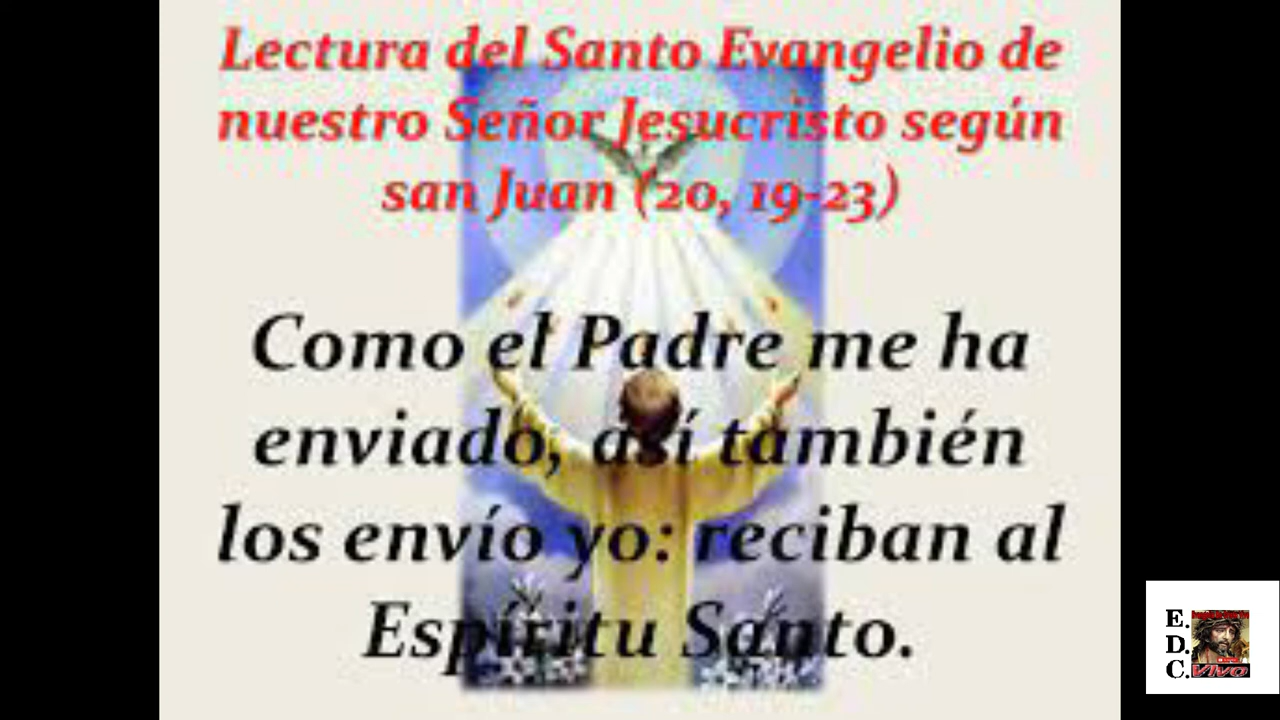 Lectura del Santo Evangelio de
nuestro Señor Jesucristo según
san Juan (20, 19-23)
Como el Padre me ha
enviado, así también
los envío yo: reciban al
Espíritu Santo.
E.
D.
C. Vivo